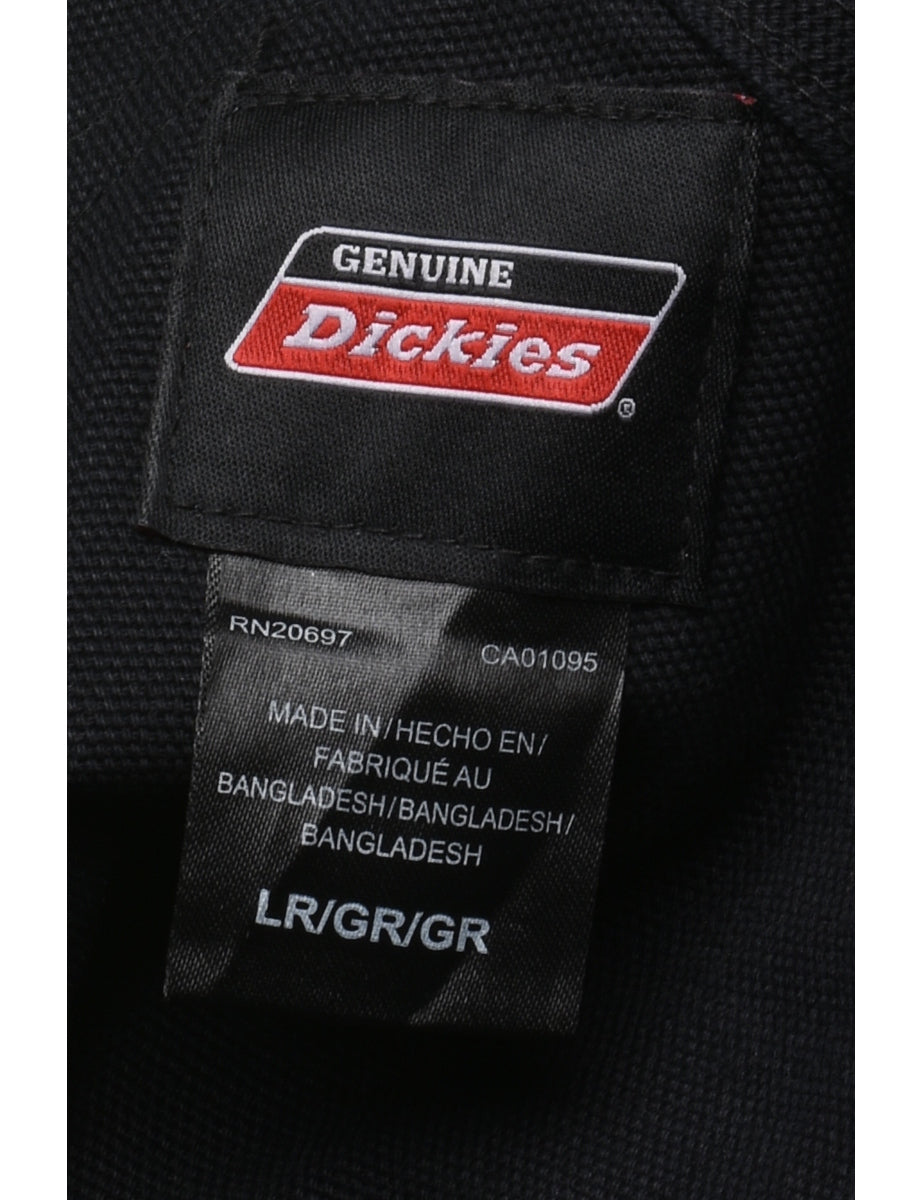 GENUINE
Dickies
®
RN20697
CA01095
MADE IN/HECHO EN/
FABRIQUÉ AU
BANGLADESH/BANGLADESH/
BANGLADESH
LR/GR/GR